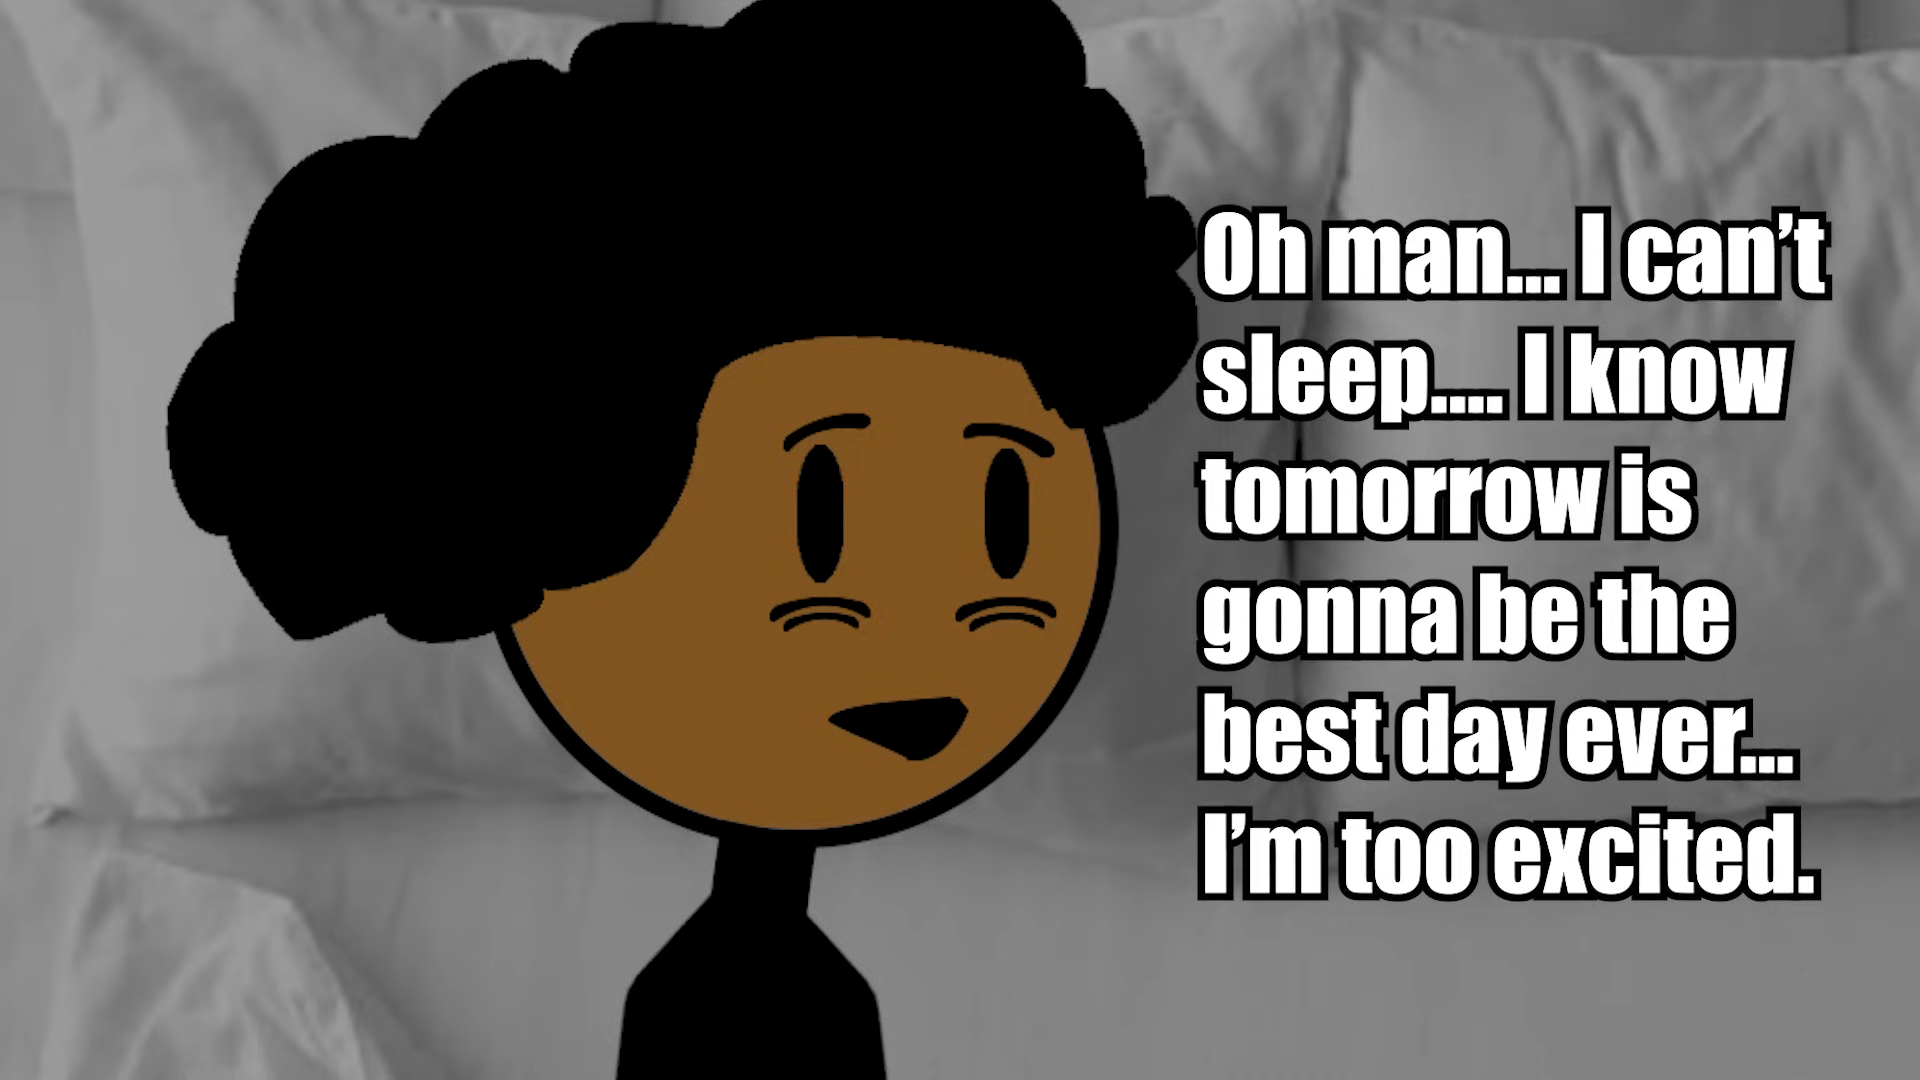 Oh man... I can’t
sleep.... I know
tomorrow is
gonna be the
best day ever...
I’m too excited.